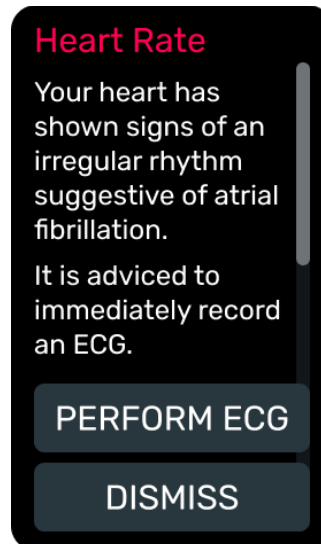 Heart Rate
Your heart has
shown signs of an
irregular rhythm
suggestive of atrial
fibrillation.
It is adviced to
immediately record
an ECG.
PERFORM ECG
DISMISS